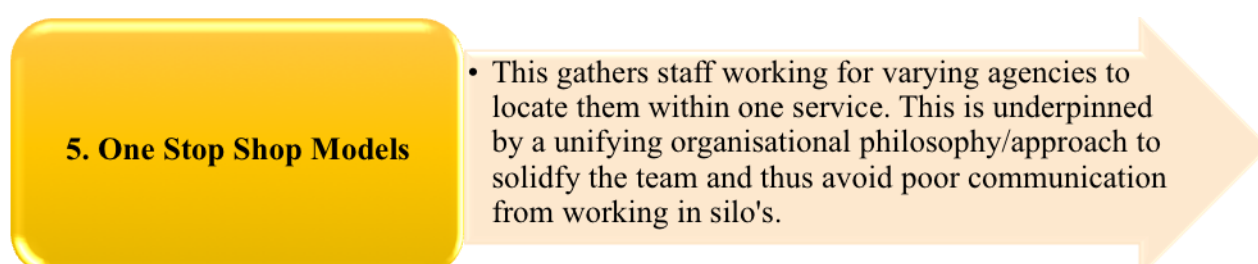 5. One Stop Shop Models
• This gathers staff working for varying agencies to
locate them within one service. This is underpinned
by a unifying organisational philosophy/approach to
solidfy the team and thus avoid poor communication
from working in silo's.